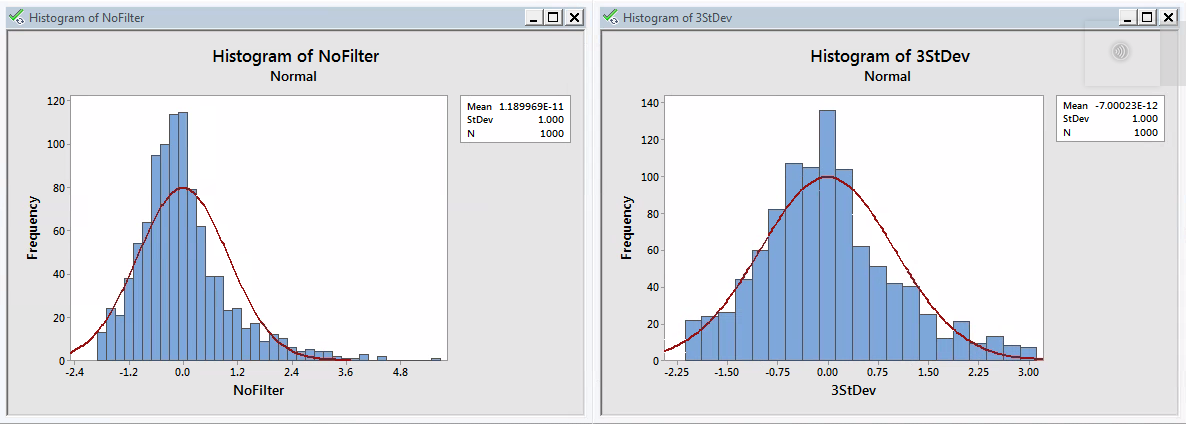 Histogram of NoFilter
Histogram of NoFilter
Normal
Mean 1.189969E-11
StDev 1.000
N 1000
120
100
80
60
40
20
0
Frequency
-2.4 -1.2 0.0 1.2 2.4 3.6 4.8
NoFilter
Histogram of 3StDev
Histogram of 3StDev
Normal
Mean -7.00023E-12
StDev 1.000
N 1000
140
120
100
80
60
40
20
0
Frequency
-2.25 -1.50 -0.75 0.00 0.75 1.50 2.25 3.00
3StDev